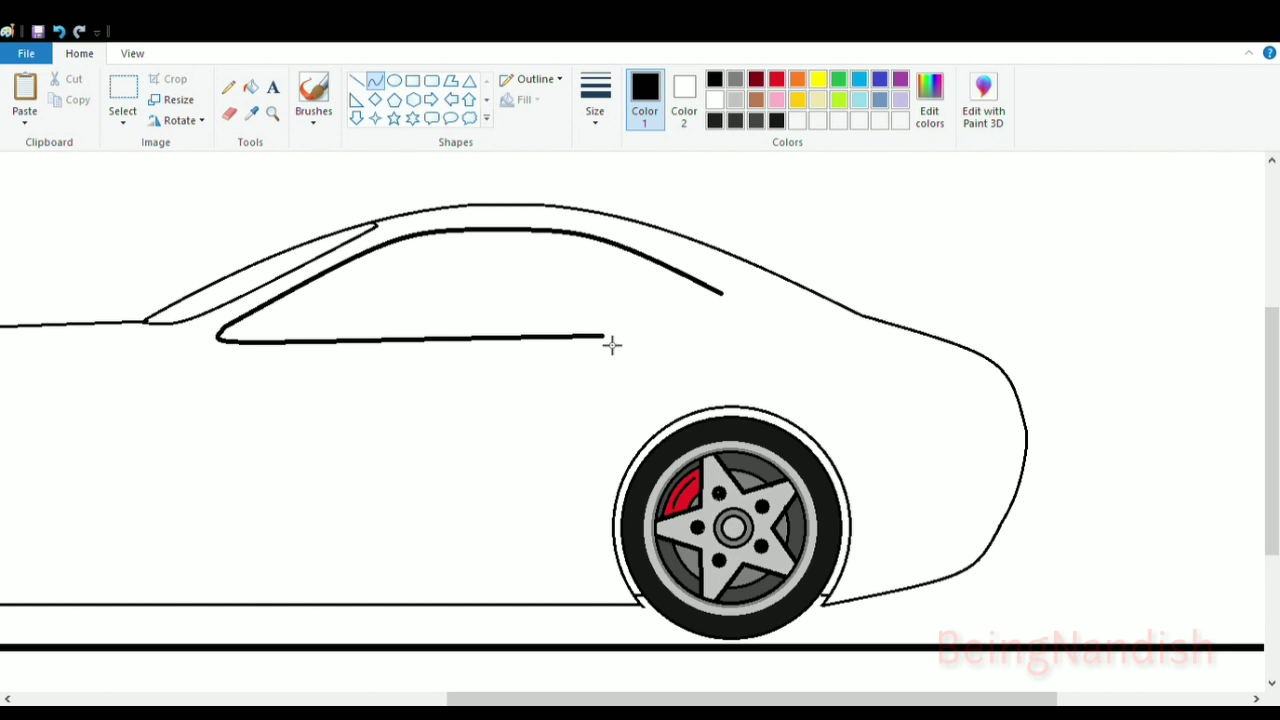 File Home View
Paste Cut Copy Select Crop Resize Rotate Brushes Outline Fill Size Color 1 Color 2 Edit colors Edit with Paint 3D
Clipboard Image Tools Shapes Colors
BeingNandish